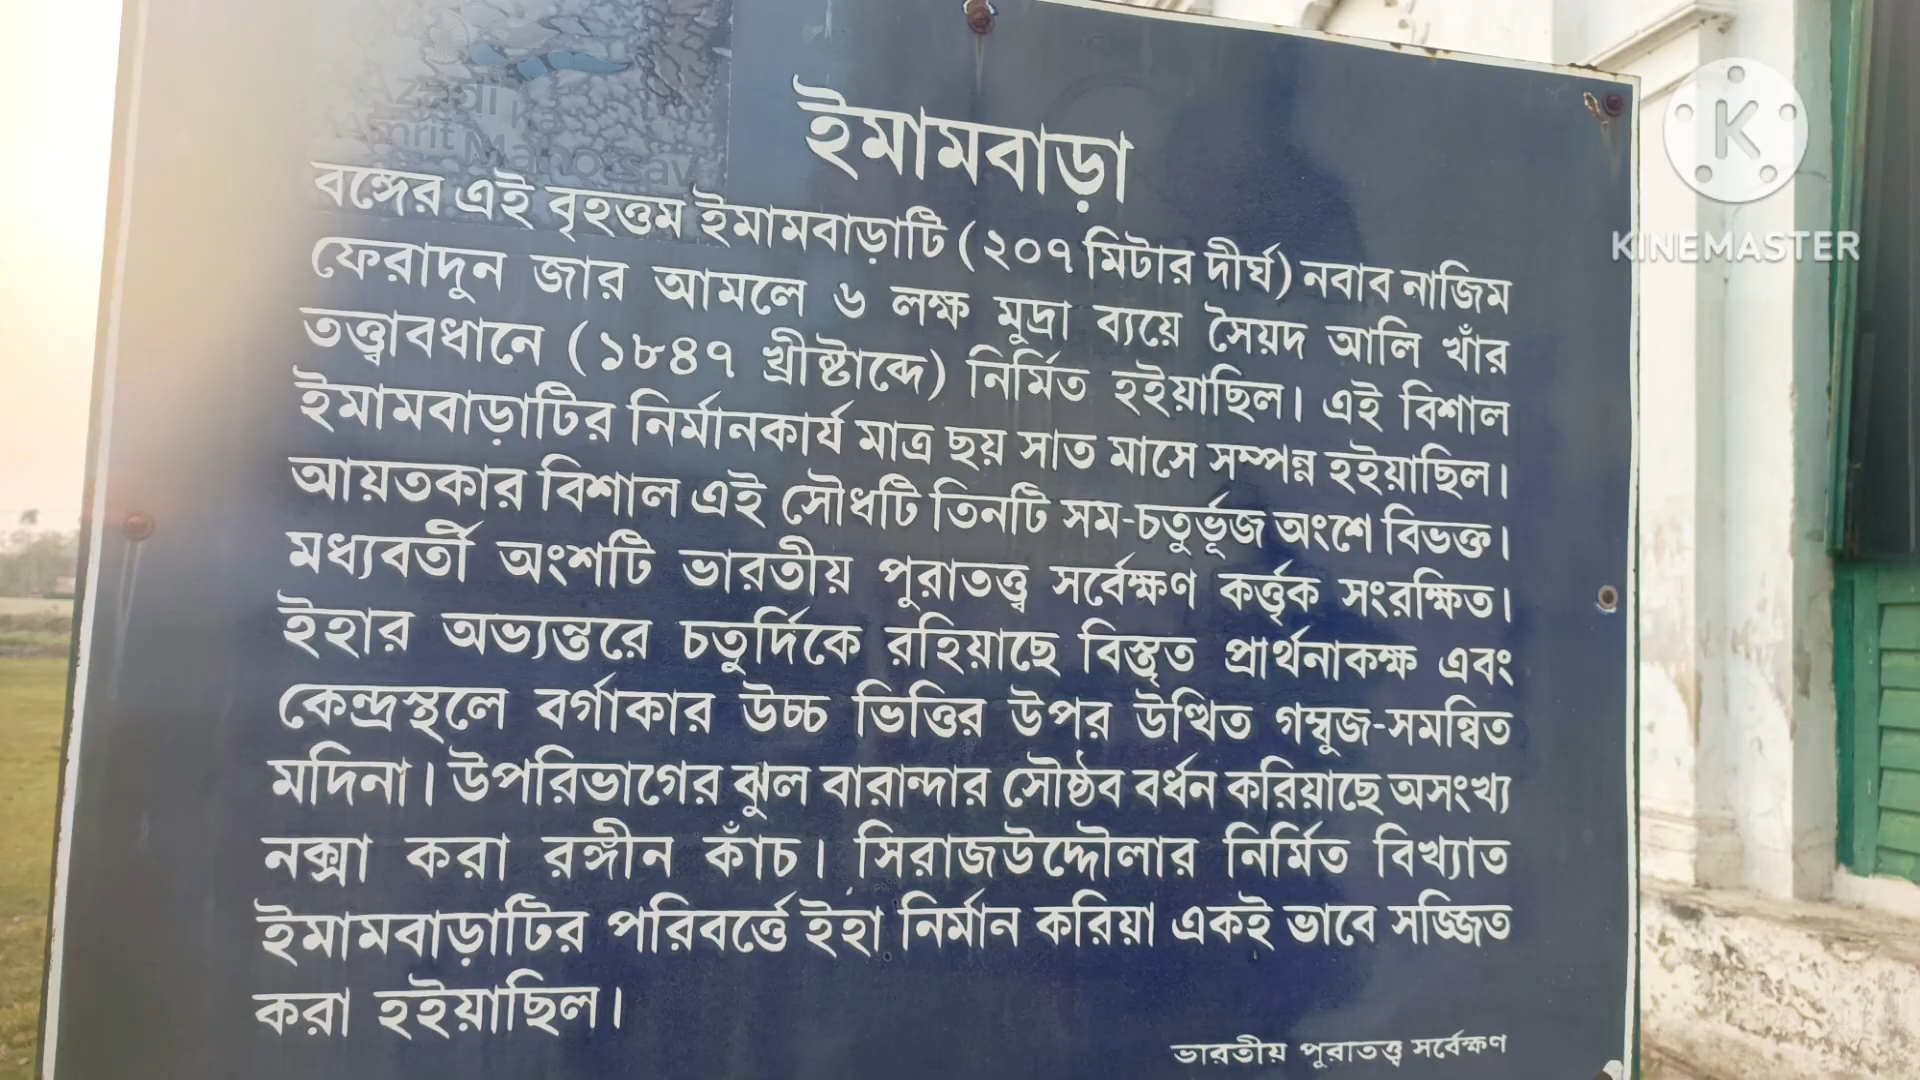 Azadi Ka
Amrit Mahotsav
ইমামবাড়া
বঙ্গের এই বৃহত্তম ইমামবাড়াটি (২০৭ মিটার দীর্ঘ) নবাব নাজিম
ফেরাদুন জার আমলে ৬ লক্ষ মুদ্রা ব্যয়ে সৈয়দ আলি খাঁর
তত্ত্বাবধানে (১৮৪৭ খ্রীষ্টাব্দে) নির্মিত হইয়াছিল। এই বিশাল
ইমামবাড়াটির নির্মানকার্য মাত্র ছয় সাত মাসে সম্পন্ন হইয়াছিল।
আয়তকার বিশাল এই সৌধটি তিনটি সম-চতুর্ভূজ অংশে বিভক্ত।
মধ্যবর্তী অংশটি ভারতীয় পুরাতত্ত্ব সর্বেক্ষণ কর্ত্তৃক সংরক্ষিত।
ইহার অভ্যন্তরে চতুর্দিকে রহিয়াছে বিস্তৃত প্রার্থনাকক্ষ এবং
কেন্দ্রস্থলে বর্গাকার উচ্চ ভিত্তির উপর উত্থিত গম্বুজ-সমন্বিত
মদিনা। উপরিভাগের ঝুল বারান্দার সৌষ্ঠব বর্ধন করিয়াছে অসংখ্য
নক্সা করা রঙ্গীন কাঁচ। সিরাজউদ্দৌলার নির্মিত বিখ্যাত
ইমামবাড়াটির পরিবর্ত্তে ইহা নির্মান করিয়া একই ভাবে সজ্জিত
করা হইয়াছিল।
ভারতীয় পুরাতত্ত্ব সর্বেক্ষণ
K
KINEMASTER